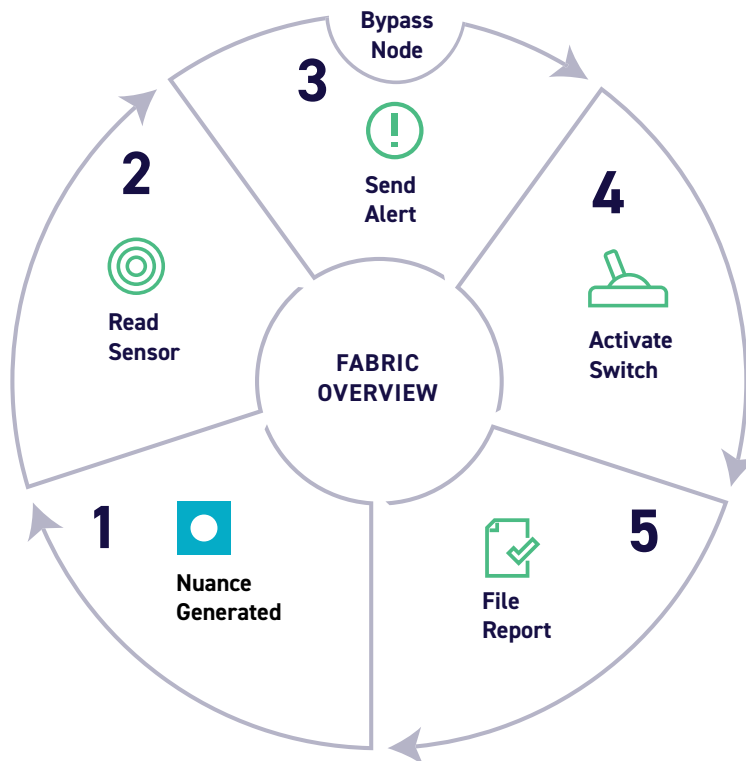 Bypass
Node
3
Send
Alert
2
Read
Sensor
4
Activate
Switch
FABRIC
OVERVIEW
1
Nuance
Generated
5
File
Report